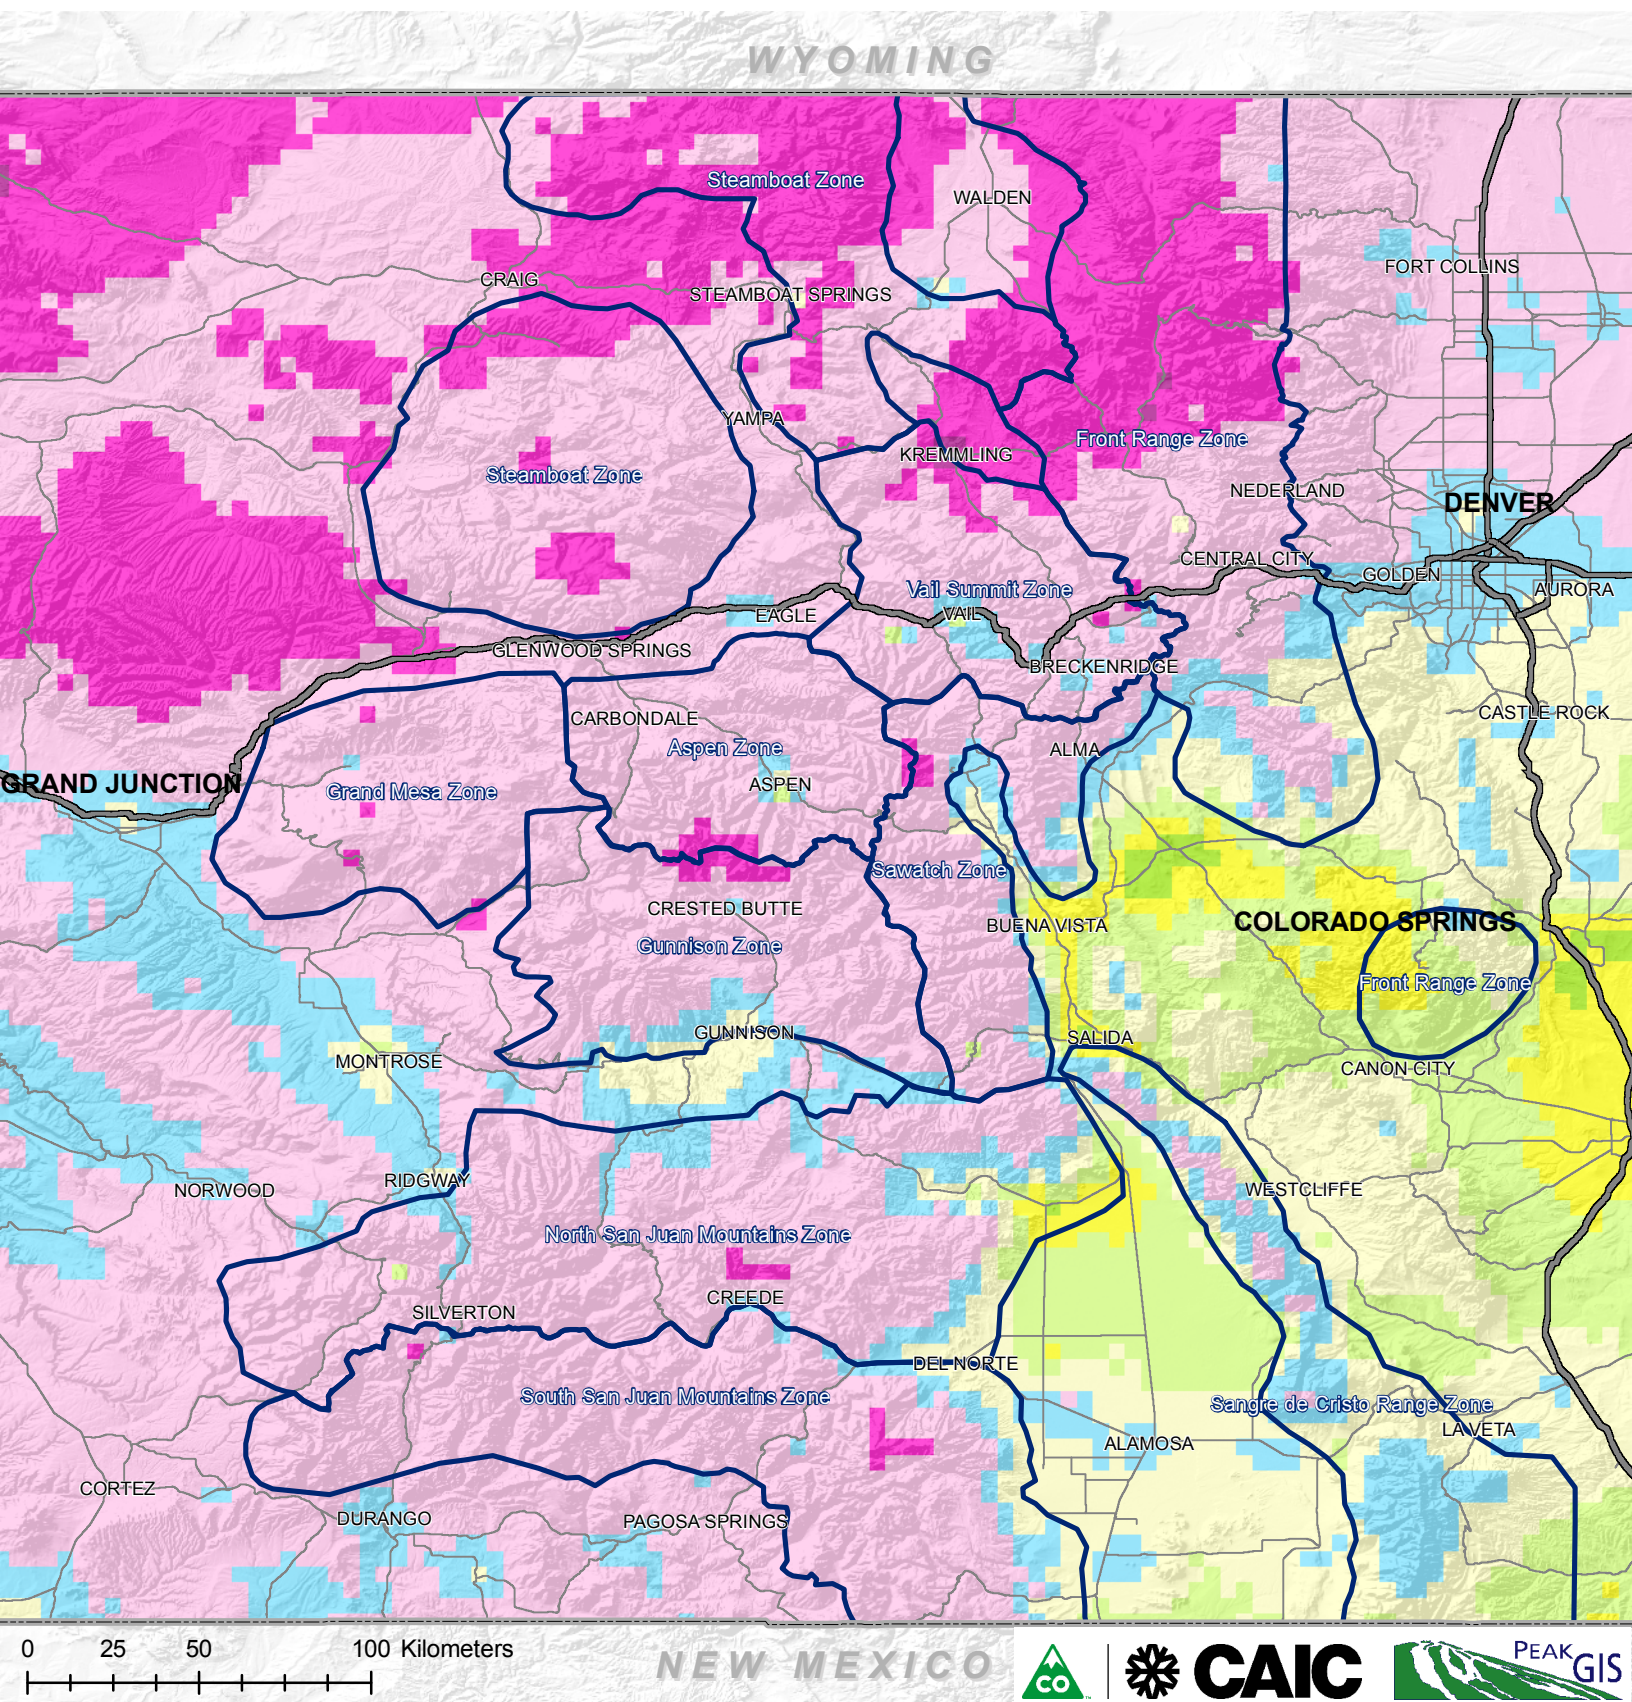 WYOMING
Steamboat Zone
WALDEN
FORT COLLINS
CRAIG
STEAMBOAT SPRINGS
YAMPA
KREMMLING
Front Range Zone
Steamboat Zone
NEDERLAND
DENVER
CENTRAL CITY
GOLDEN
AURORA
Vail Summit Zone
EAGLE
VAIL
GLENWOOD SPRINGS
BRECKENRIDGE
CARBONDALE
CASTLE ROCK
Aspen Zone
ALMA
GRAND JUNCTION
Grand Mesa Zone
ASPEN
Sawatch Zone
CRESTED BUTTE
BUENA VISTA
COLORADO SPRINGS
Gunnison Zone
Front Range Zone
GUNNISON
SALIDA
MONTROSE
CANON CITY
RIDGWAY
NORWOOD
WESTCLIFFE
North San Juan Mountains Zone
CREEDE
SILVERTON
DEL NORTE
South San Juan Mountains Zone
Sangre de Cristo Range Zone
LA VETA
ALAMOSA
CORTEZ
DURANGO
PAGOSA SPRINGS
0 25 50 100 Kilometers
NEW MEXICO
CO
CAIC
PEAK
GIS